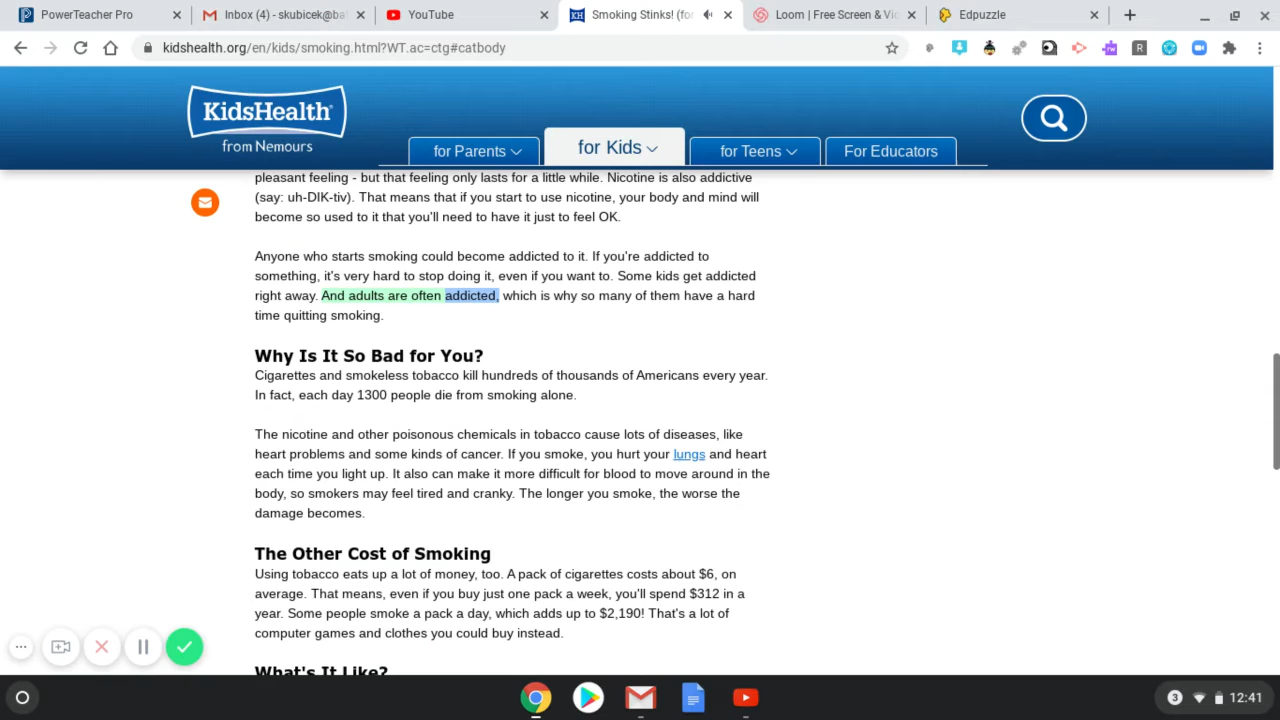 PowerTeacher Pro
Inbox (4) - skubicek@ba
YouTube
Smoking Stinks! (for
Loom | Free Screen & Vi
Edpuzzle
kidshealth.org/en/kids/smoking.html?WT.ac=ctg#catbody
KidsHealth®
from Nemours
for Parents
for Kids
for Teens
For Educators
pleasant feeling - but that feeling only lasts for a little while. Nicotine is also addictive
(say: uh-DIK-tiv). That means that if you start to use nicotine, your body and mind will
become so used to it that you'll need to have it just to feel OK.
Anyone who starts smoking could become addicted to it. If you're addicted to
something, it's very hard to stop doing it, even if you want to. Some kids get addicted
right away. And adults are often addicted, which is why so many of them have a hard
time quitting smoking.
Why Is It So Bad for You?
Cigarettes and smokeless tobacco kill hundreds of thousands of Americans every year.
In fact, each day 1300 people die from smoking alone.
The nicotine and other poisonous chemicals in tobacco cause lots of diseases, like
heart problems and some kinds of cancer. If you smoke, you hurt your lungs and heart
each time you light up. It also can make it more difficult for blood to move around in the
body, so smokers may feel tired and cranky. The longer you smoke, the worse the
damage becomes.
The Other Cost of Smoking
Using tobacco eats up a lot of money, too. A pack of cigarettes costs about $6, on
average. That means, even if you buy just one pack a week, you'll spend $312 in a
year. Some people smoke a pack a day, which adds up to $2,190! That's a lot of
computer games and clothes you could buy instead.
What's It Like?
3
12:41